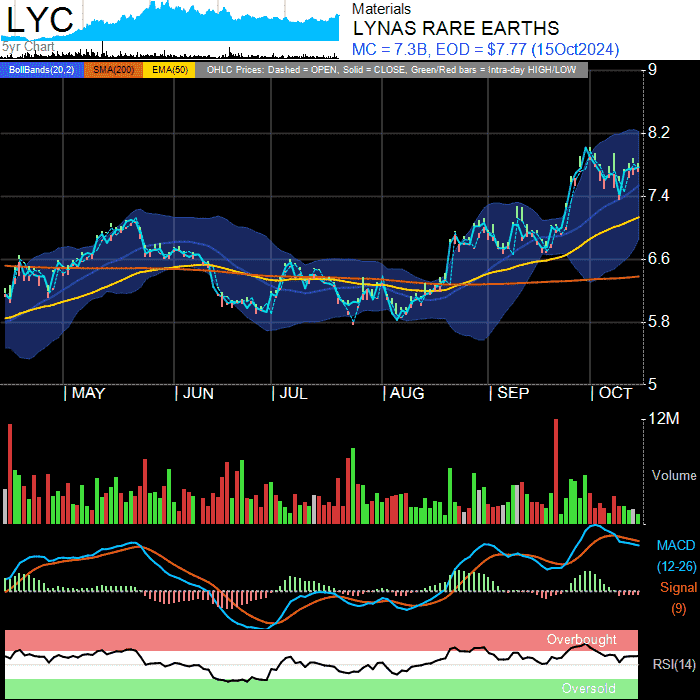 LYC
5yr Chart
Materials
LYNAS RARE EARTHS
MC = 7.3B, EOD = $7.77 (15Oct2024)
BollBands(20,2) SMA(200) EMA(50) OHLC Prices: Dashed = OPEN, Solid = CLOSE, Green/Red bars = Intra-day HIGH/LOW
9
8.2
7.4
6.6
5.8
5
MAY JUN JUL AUG SEP OCT
12M
Volume
MACD
(12-26)
Signal
(9)
Overbought
RSI(14)
Oversold